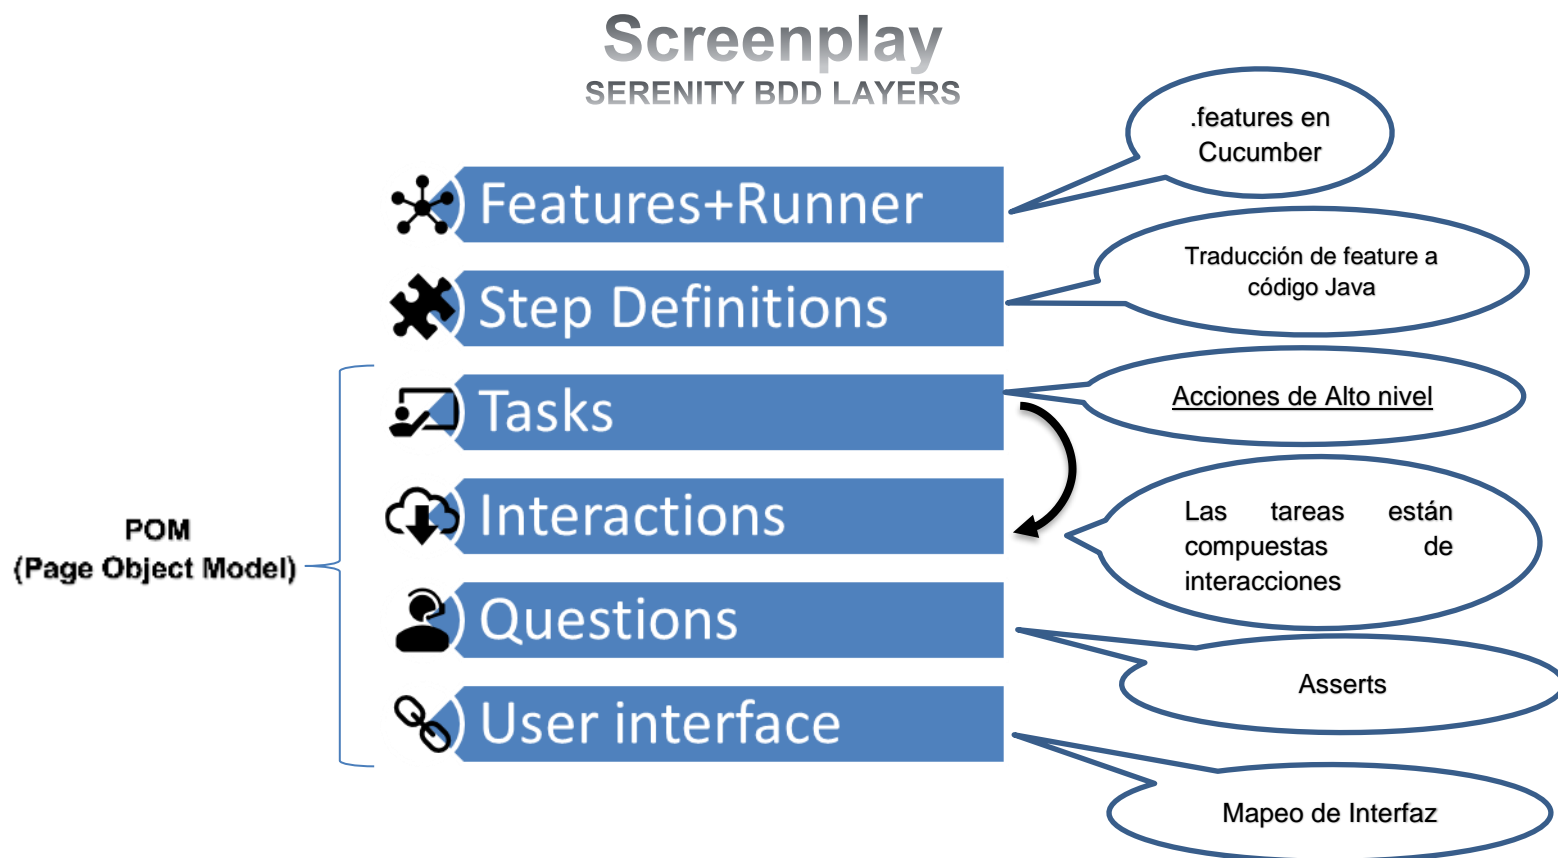 Screenplay
SERENITY BDD LAYERS
.features en
Cucumber
Features+Runner
Traducción de feature a
código Java
Step Definitions
Acciones de Alto nivel
Tasks
Las tareas están
compuestas de
interacciones
Interactions
POM
(Page Object Model)
Questions
Asserts
User interface
Mapeo de Interfaz